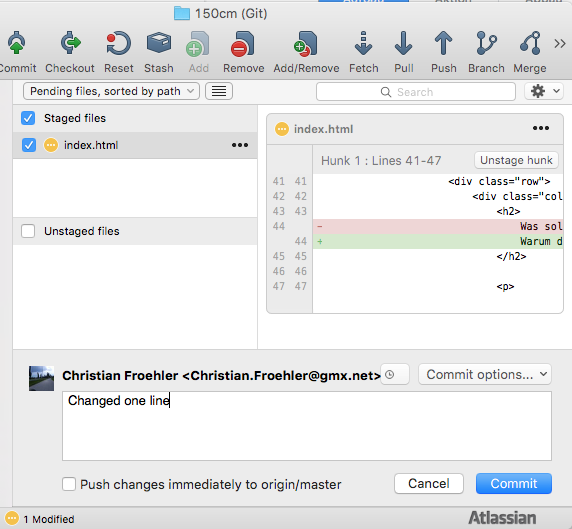 150cm (Git)
Commit Checkout Reset Stash Add Remove Add/Remove Fetch Pull Push Branch Merge
Pending files, sorted by path Search
Staged files
index.html
Unstaged files
index.html
Hunk 1 : Lines 41-47 Unstage hunk
41 41 <div class="row">
42 42 <div class="col
43 43 <h2>
44 - Was sol
44 + Warum d
45 45 </h2>
46 46
47 47 <p>
Christian Froehler <Christian.Froehler@gmx.net> Commit options...
Changed one line
Push changes immediately to origin/master Cancel Commit
1 Modified Atlassian